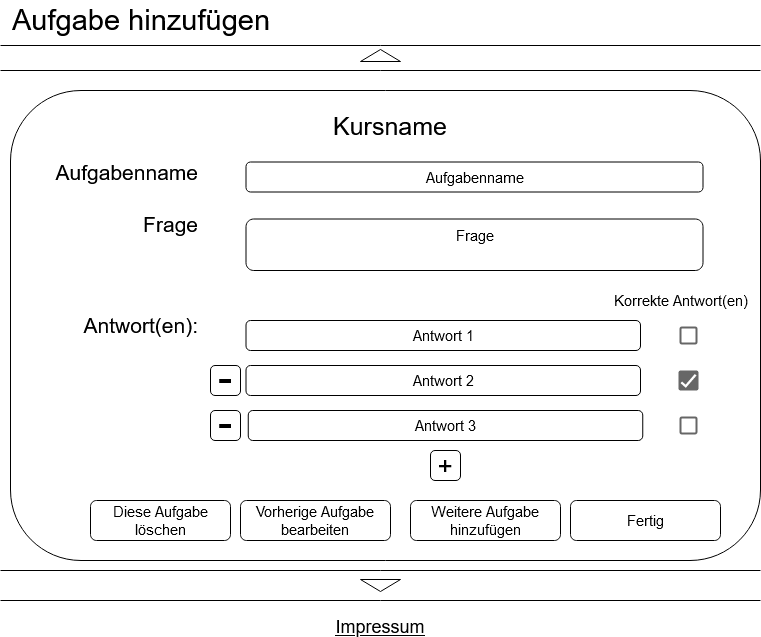 Aufgabe hinzufügen
Kursname
Aufgabenname
Aufgabenname
Frage
Frage
Korrekte Antwort(en)
Antwort(en):
Antwort 1
Antwort 2
Antwort 3
Diese Aufgabe
löschen
Vorherige Aufgabe
bearbeiten
Weitere Aufgabe
hinzufügen
Fertig
Impressum